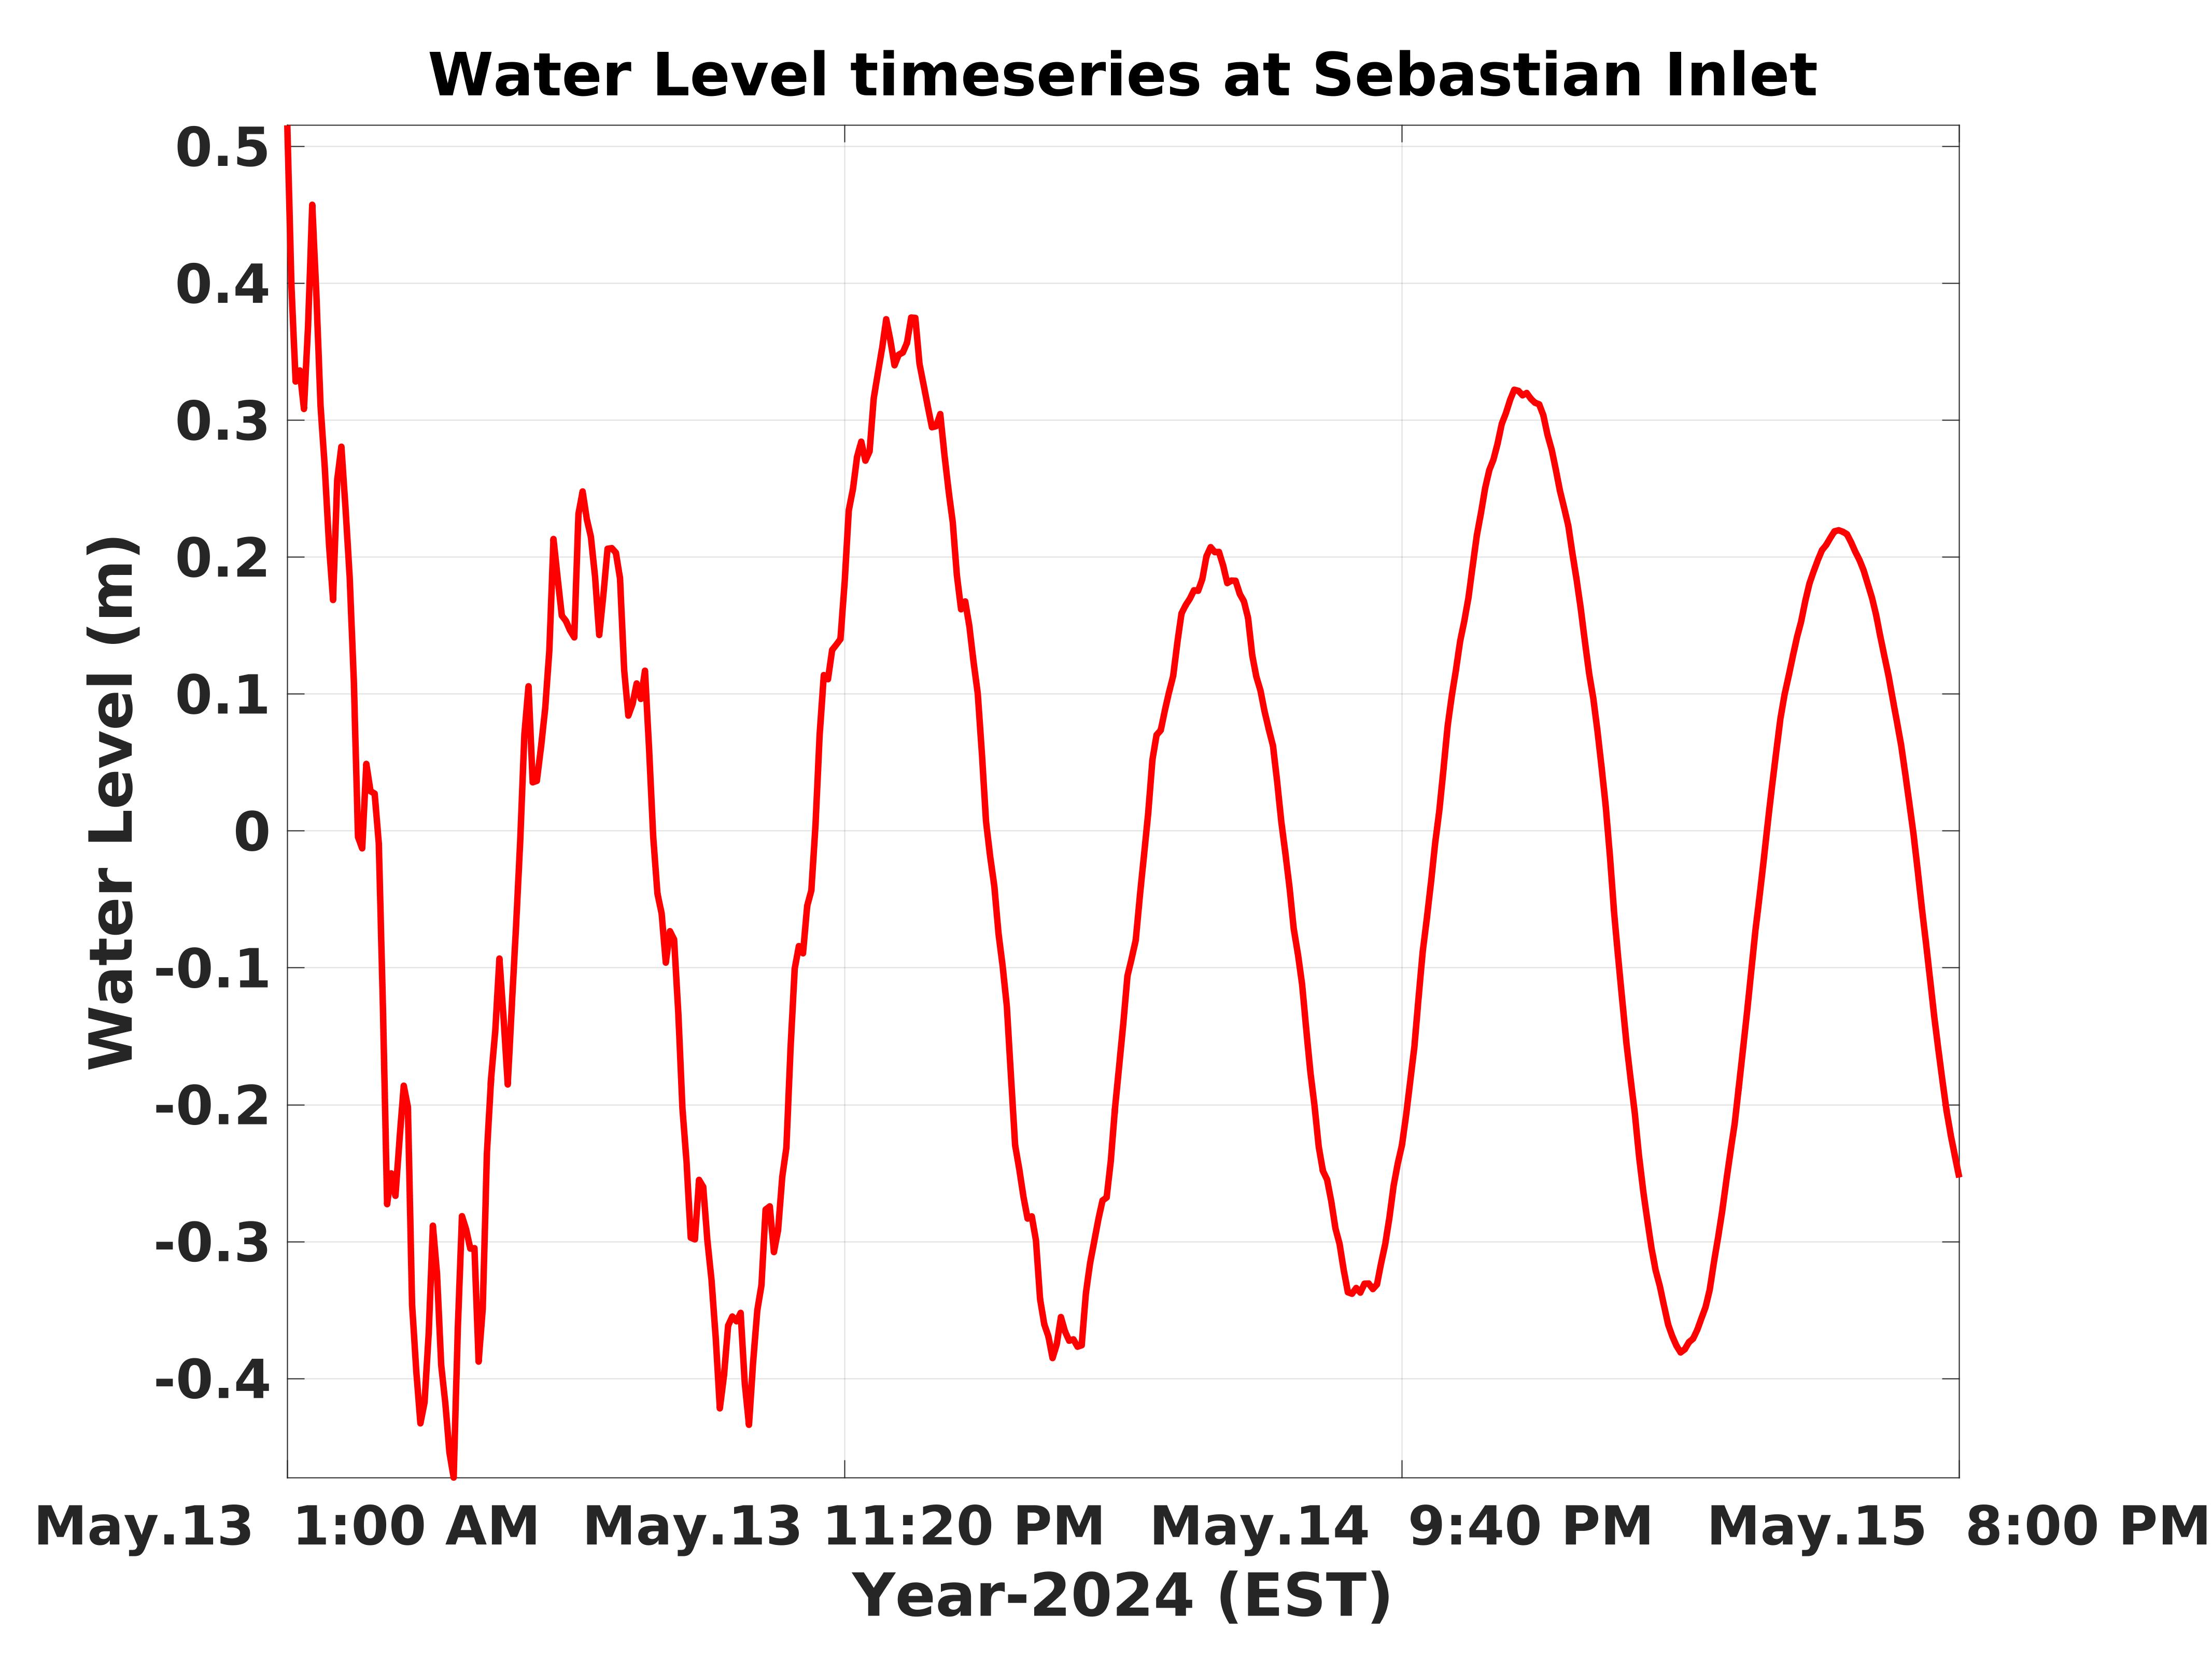 Water Level timeseries at Sebastian Inlet
0.5
0.4
0.3
0.2
0.1
0
-0.1
-0.2
-0.3
-0.4
Water Level (m)
May.13 1:00 AM May.13 11:20 PM May.14 9:40 PM May.15 8:00 PM
Year-2024 (EST)